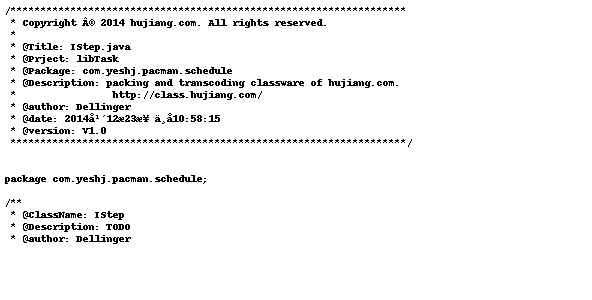 /******************************************************************
 * Copyright Â© 2014 hujiang.com. All rights reserved.
 *
 * @Title: IStep.java
 * @Prject: libTask
 * @Package: com.yeshj.pacman.schedule
 * @Description: packing and transcoding classware of hujiang.com.
 *                http://class.hujiang.com/
 * @author: Dellinger
 * @date: 2014å¹´12æ23æ¥ ä¸å10:58:15
 * @version: V1.0
 ******************************************************************/
package com.yeshj.pacman.schedule;
/**
 * @ClassName: IStep
 * @Description: TODO
 * @author: Dellinger